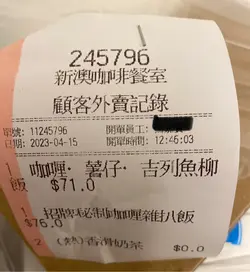 245796
新澳咖啡餐室
顧客外賣記錄
單號: 11245796 開單員工:
日期: 2023-04-15 開單時間: 12:46:03
1 咖喱·薯仔·吉列魚柳
飯 $71.0
1 招牌秘制咖喱雜扒飯
$76.0
2 (熱)香滑奶茶 $0.0